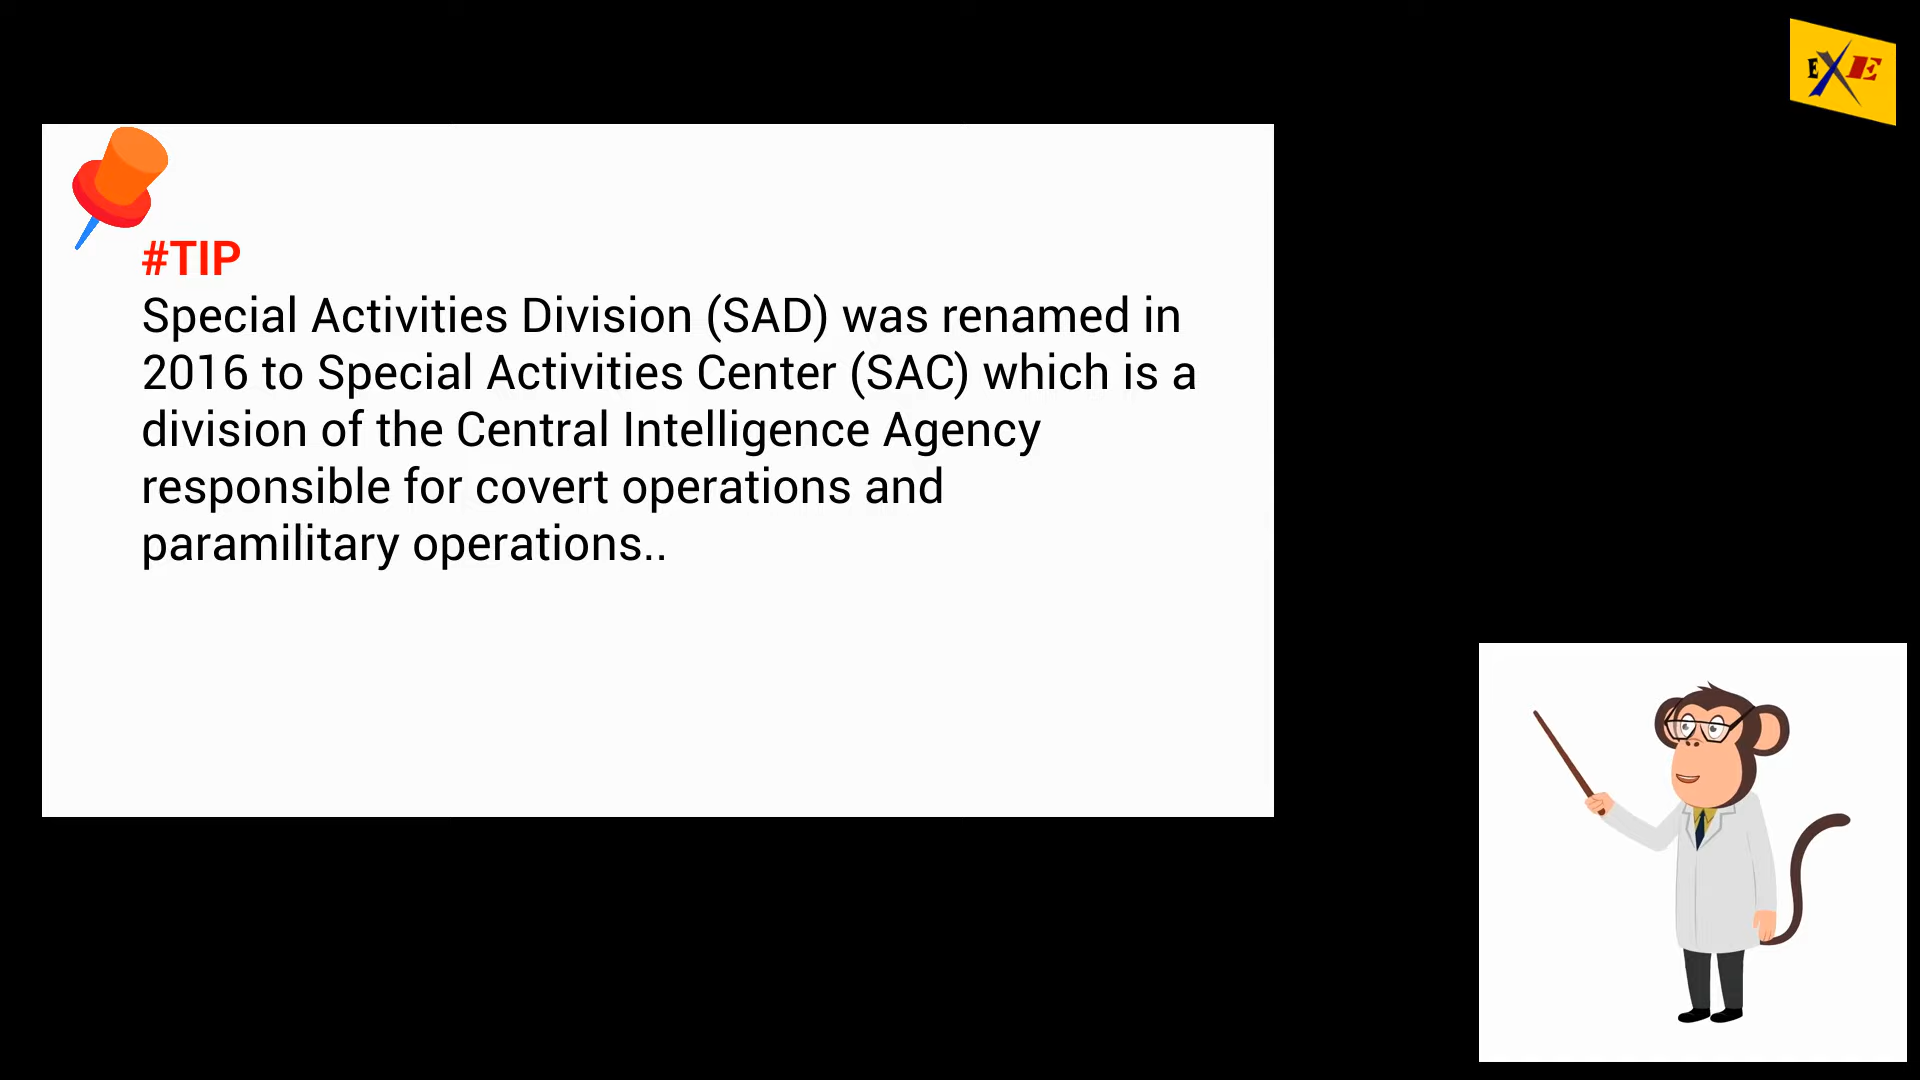 EXE
#TIP
Special Activities Division (SAD) was renamed in
2016 to Special Activities Center (SAC) which is a
division of the Central Intelligence Agency
responsible for covert operations and
paramilitary operations..